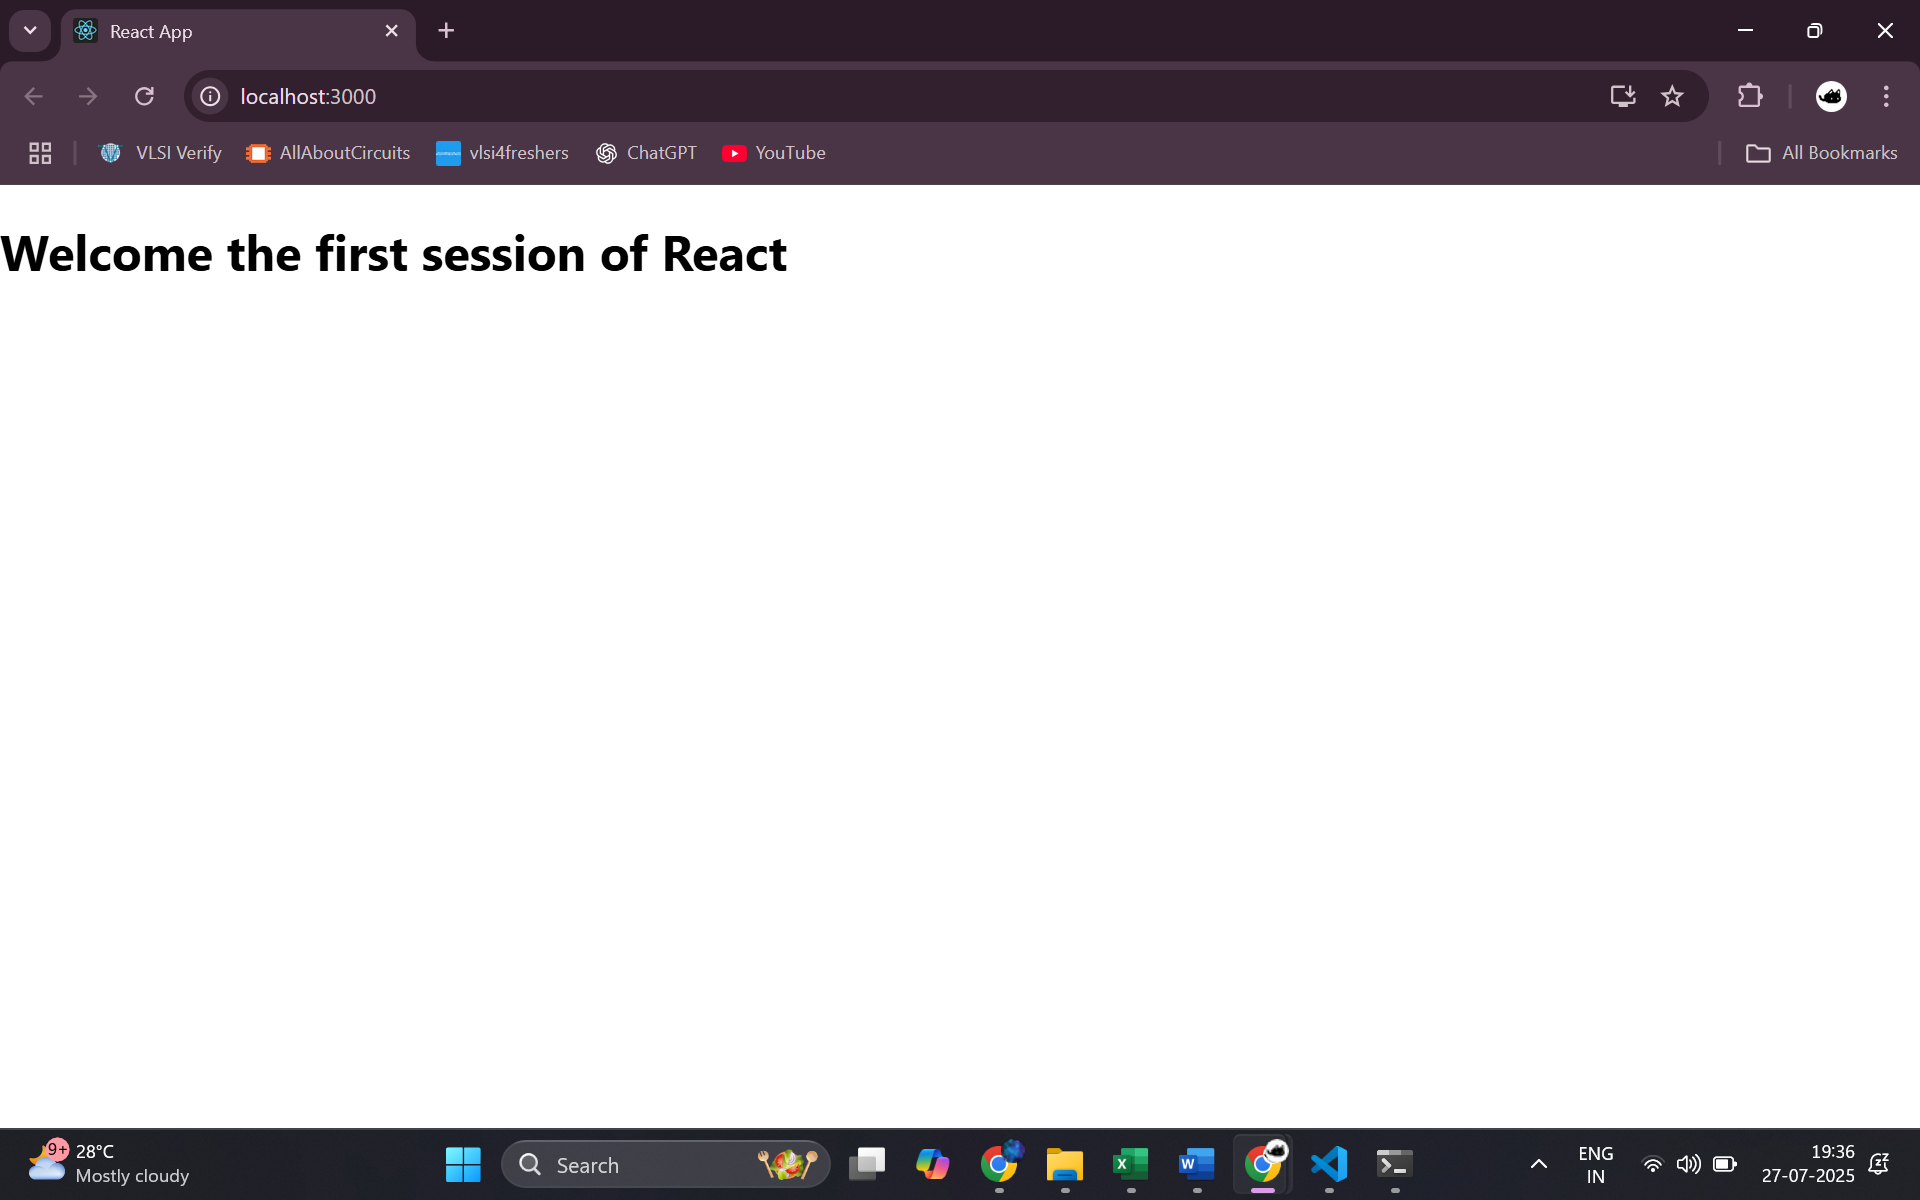 React App
localhost:3000
VLSI Verify
AllAboutCircuits
vlsi4freshers
ChatGPT
YouTube
All Bookmarks
Welcome the first session of React
9+
28°C
Mostly cloudy
Search
ENG
IN
19:36
27-07-2025